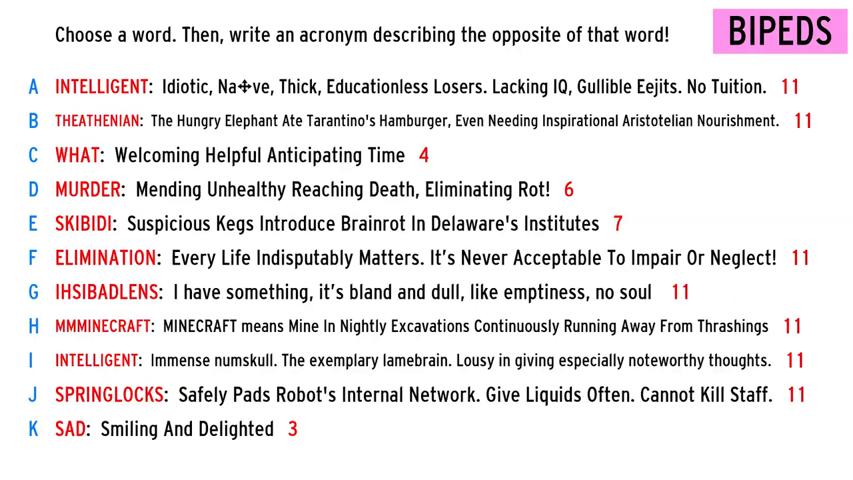 Choose a word. Then, write an acronym describing the opposite of that word!
BIPEDS
A INTELLIGENT: Idiotic, Na✣ve, Thick, Educationless Losers. Lacking IQ, Gullible Eejits. No Tuition. 11
B THEATHENIAN: The Hungry Elephant Ate Tarantino's Hamburger, Even Needing Inspirational Aristotelian Nourishment. 11
C WHAT: Welcoming Helpful Anticipating Time 4
D MURDER: Mending Unhealthy Reaching Death, Eliminating Rot! 6
E SKIBIDI: Suspicious Kegs Introduce Brainrot In Delaware's Institutes 7
F ELIMINATION: Every Life Indisputably Matters. It’s Never Acceptable To Impair Or Neglect! 11
G IHSIBADLENS: I have something, it’s bland and dull, like emptiness, no soul 11
H MMMINECRAFT: MINECRAFT means Mine In Nightly Excavations Continuously Running Away From Thrashings 11
I INTELLIGENT: Immense numskull. The exemplary lamebrain. Lousy in giving especially noteworthy thoughts. 11
J SPRINGLOCKS: Safely Pads Robot's Internal Network. Give Liquids Often. Cannot Kill Staff. 11
K SAD: Smiling And Delighted 3